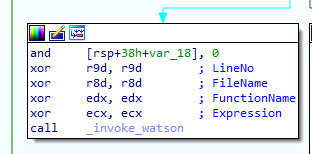 and [rsp+38h+var_18], 0
xor r9d, r9d ; LineNo
xor r8d, r8d ; FileName
xor edx, edx ; FunctionName
xor ecx, ecx ; Expression
call _invoke_watson